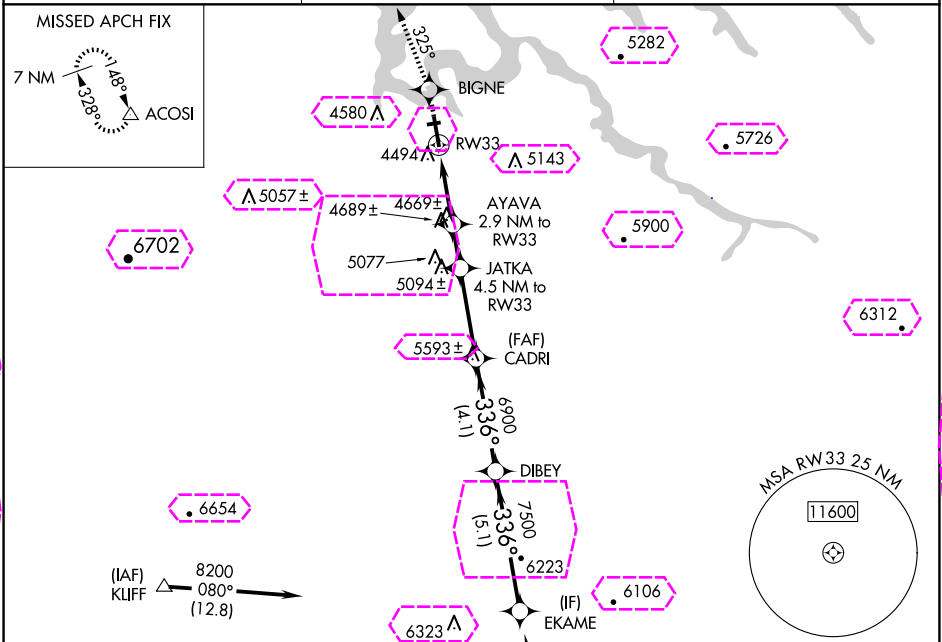 MISSED APCH FIX
7 NM
148°
328°
ACOSI
325°
BIGNE
5282
4580
RW33
4494
5143
5726
5057±
4669±
4689±
AYAVA
2.9 NM to
RW33
5900
6702
5077
5094±
JATKA
4.5 NM to
RW33
6312
5593±
(FAF)
CADRI
6900
336°
(4.1)
DIBEY
MSA RW33 25 NM
11600
6654
7500
336°
(5.1)
6223
(IAF)
KLIFF
8200
080°
(12.8)
(IF)
EKAME
6106
6323